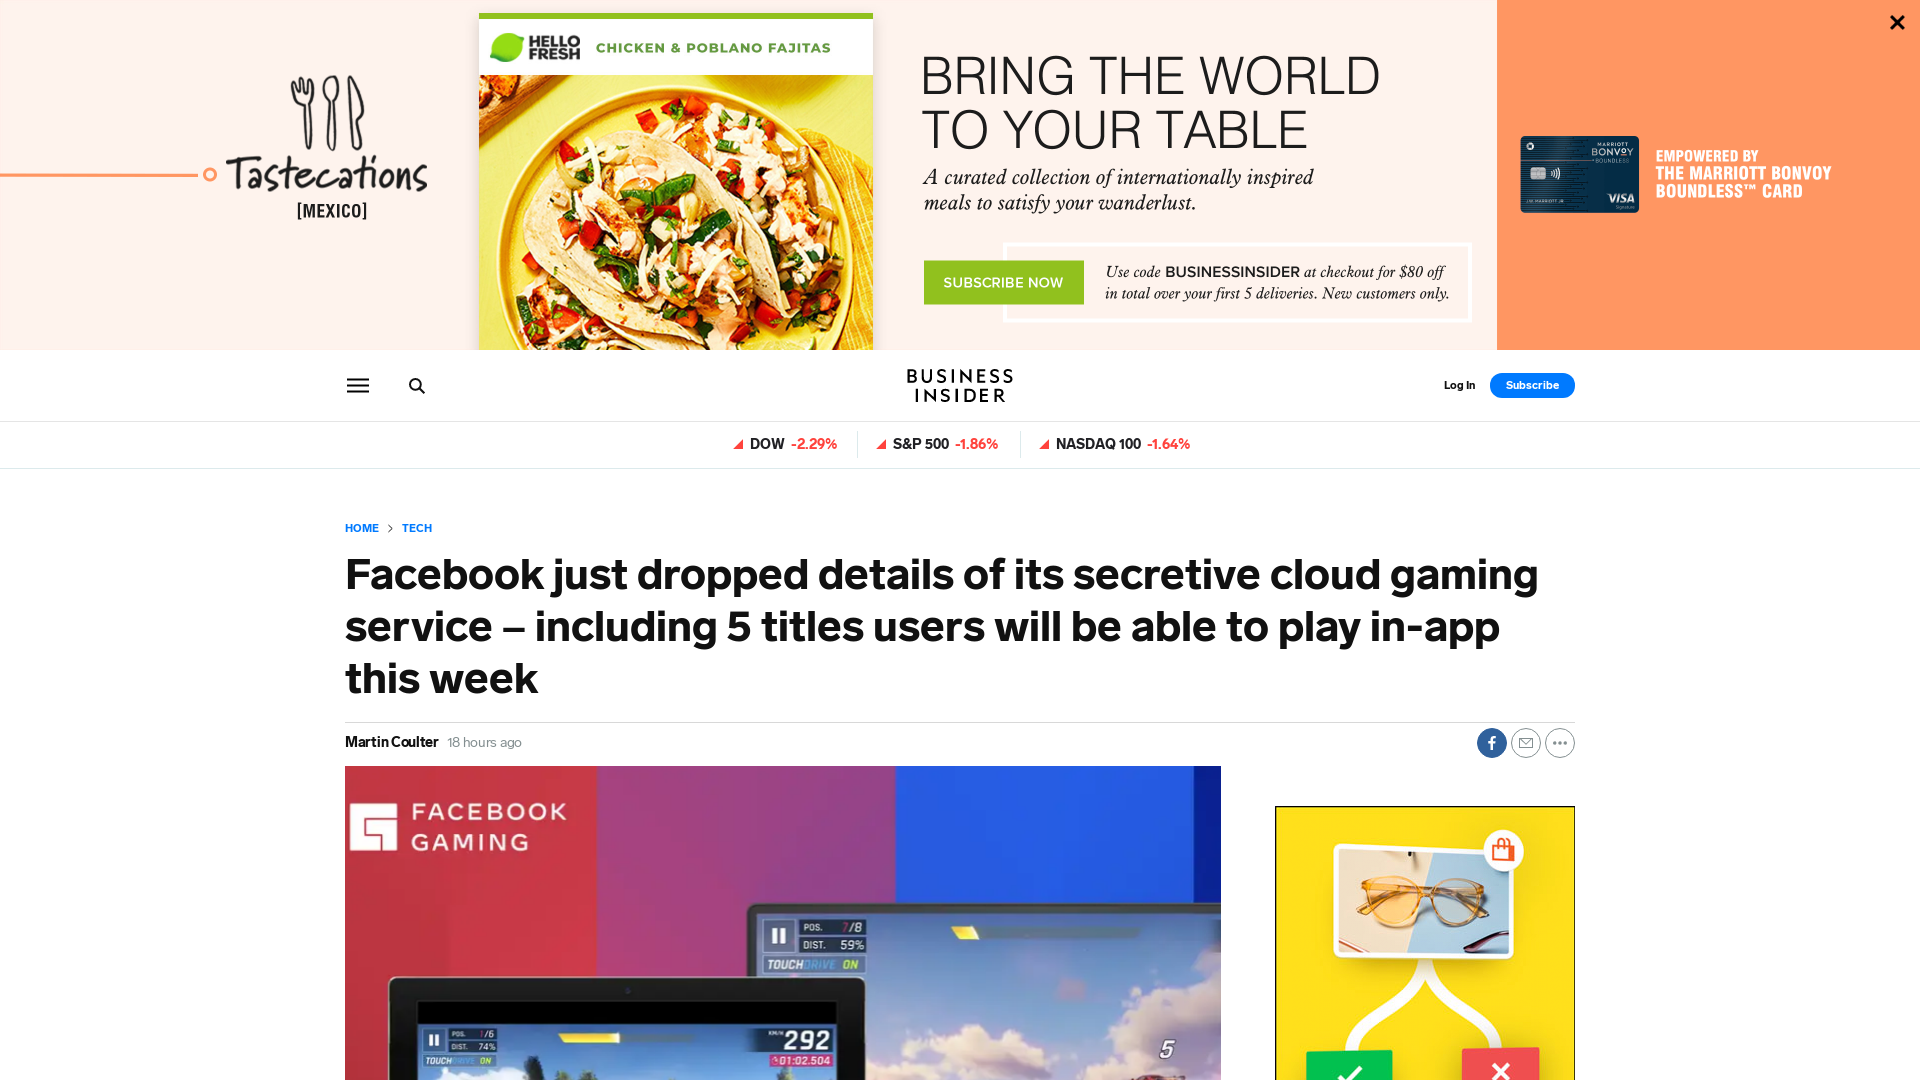 HELLO
FRESH
CHICKEN & POBLANO FAJITAS
Tastecations
[MEXICO]
BRING THE WORLD
TO YOUR TABLE
A curated collection of internationally inspired
meals to satisfy your wanderlust.
SUBSCRIBE NOW
Use code BUSINESSINSIDER at checkout for $80 off
in total over your first 5 deliveries. New customers only.
MARRIOTT
BONVOY
BOUNDLESS
VISA
EMPOWERED BY
THE MARRIOTT BONVOY
BOUNDLESS™ CARD
BUSINESS
INSIDER
Log In
Subscribe
DOW -2.29%
S&P 500 -1.86%
NASDAQ 100 -1.64%
HOME > TECH
Facebook just dropped details of its secretive cloud gaming
service – including 5 titles users will be able to play in-app
this week
Martin Coulter 18 hours ago
FACEBOOK
GAMING
POS. 7/8
DIST. 59%
TOUCHDRIVE ON
POS. 1/6
DIST. 74%
TOUCHDRIVE ON
292
01:02.504
5